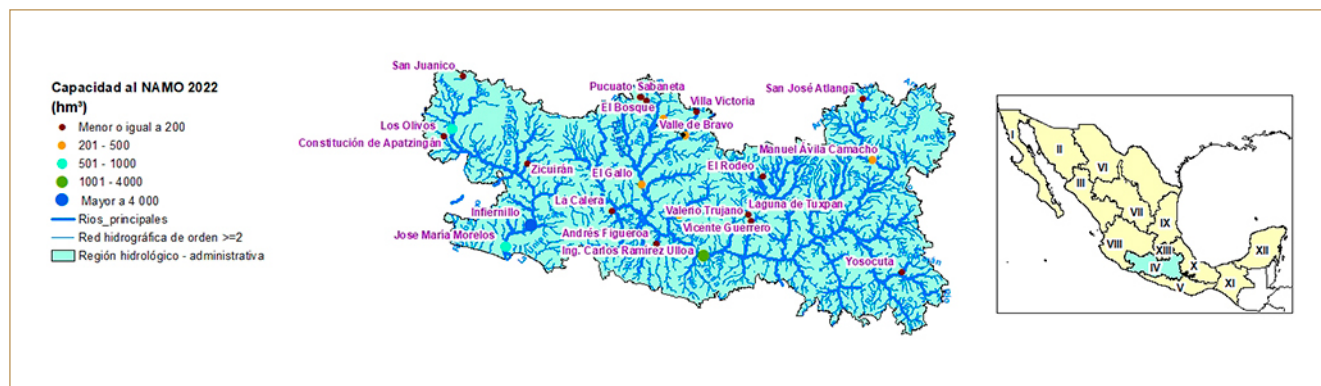 Capacidad al NAMO 2022
(hm³)
Menor o igual a 200
201 - 500
501 - 1000
1001 - 4000
Mayor a 4 000
Rios_principales
Red hidrográfica de orden >=2
Región hidrológico - administrativa
San Juanico
Los Olivos
Constitución de Apatzingán
Zicuirán
Infiernillo
Jose María Morelos
Pucuato Sabaneta
El Bosque
Villa Victoria
Valle de Bravo
El Gallo
La Calera
Andrés Figueroa
Ing. Carlos Ramírez Ulloa
San José Atlanga
Manuel Ávila Camacho
El Rodeo
Laguna de Tuxpan
Valerio Trujano
Vicente Guerrero
Yosocuta
I
II
III
VI
VII
IX
VIII
XIII
IV
X
V
XI
XII